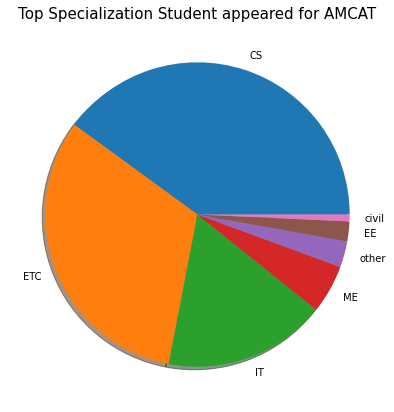 Top Specialization Student appeared for AMCAT
CS
civil
EE
other
ETC
ME
IT